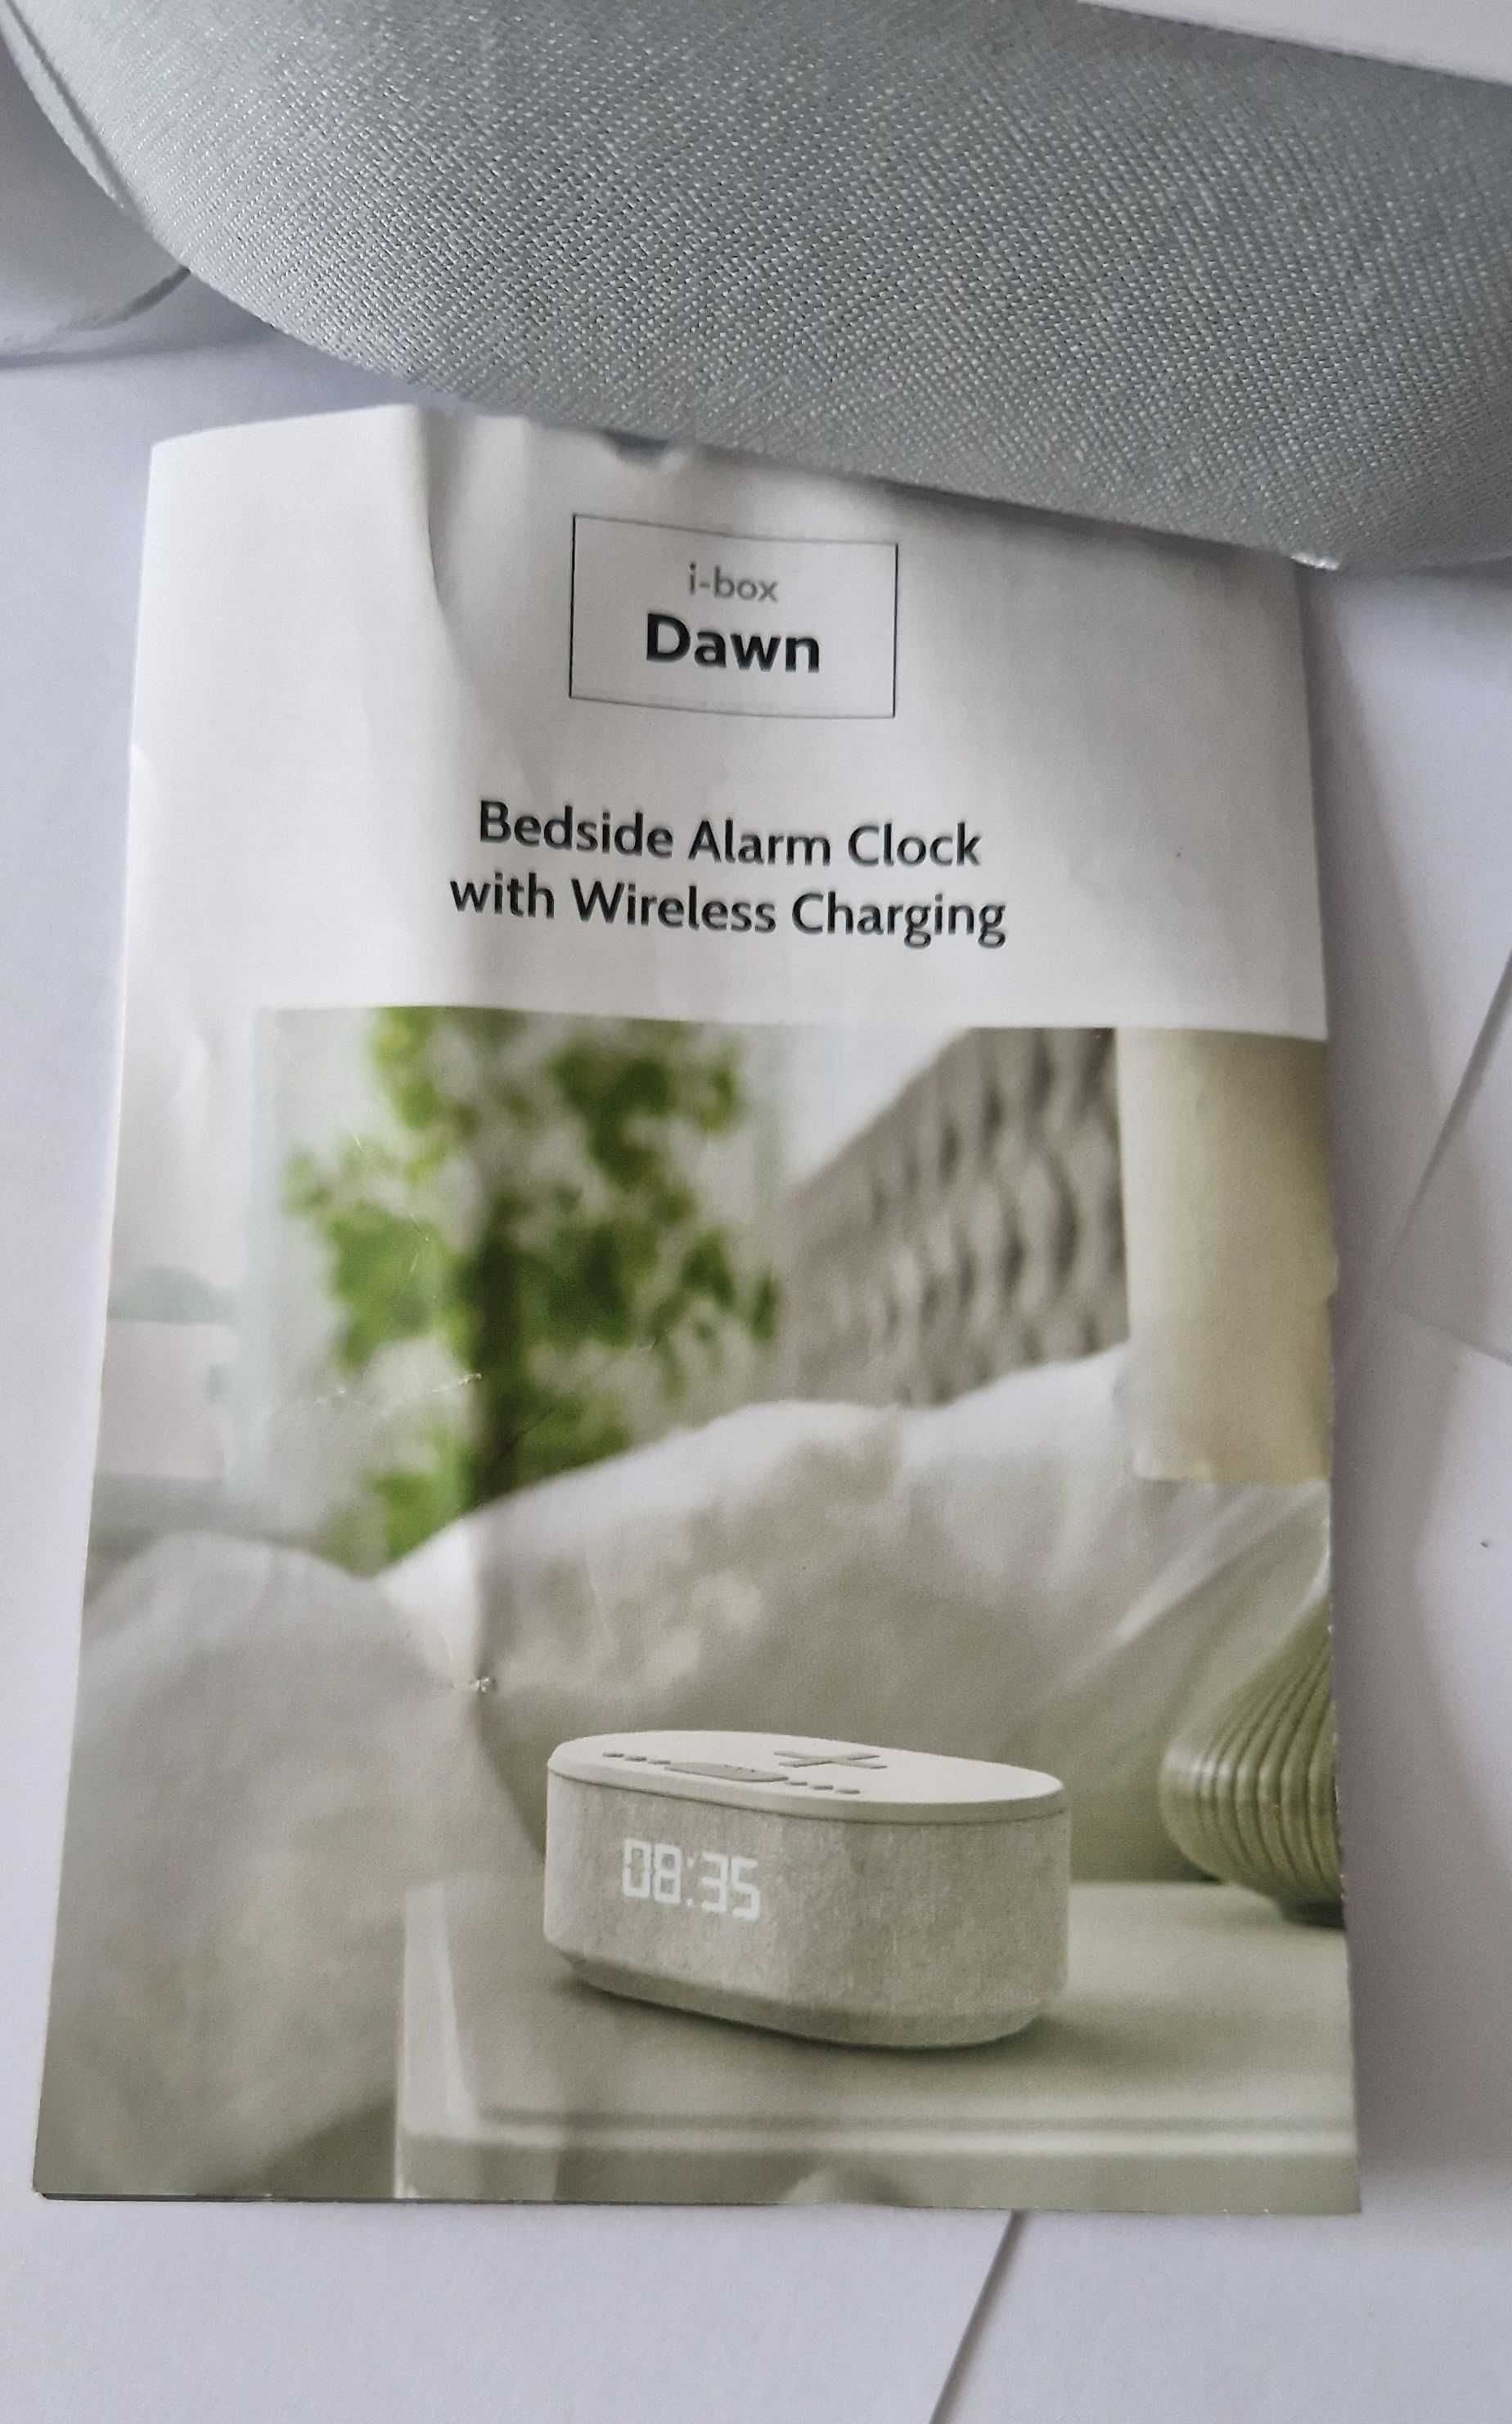 i-box
Dawn
Bedside Alarm Clock
with Wireless Charging
08:35